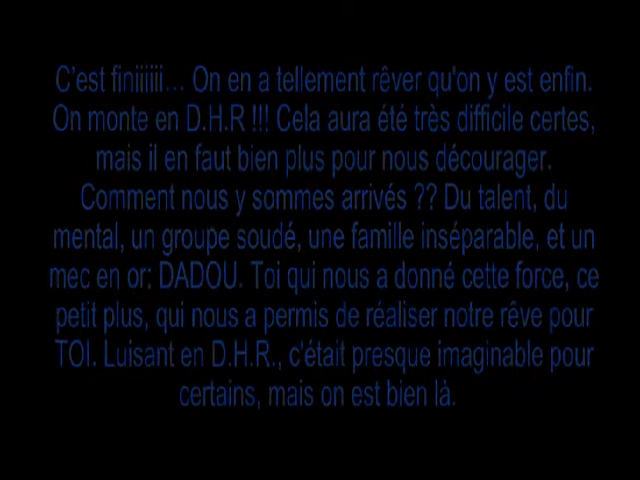 C'est finiiiiii... On en a tellement rêver qu'on y est enfin.
On monte en D.H.R !!! Cela aura été très difficile certes,
mais il en faut bien plus pour nous décourager.
Comment nous y sommes arrivés ?? Du talent, du
mental, un groupe soudé, une famille inséparable, et un
mec en or: DADOU. Toi qui nous a donné cette force, ce
petit plus, qui nous a permis de réaliser notre rêve pour
TOI. Luisant en D.H.R., c'était presque imaginable pour
certains, mais on est bien là.